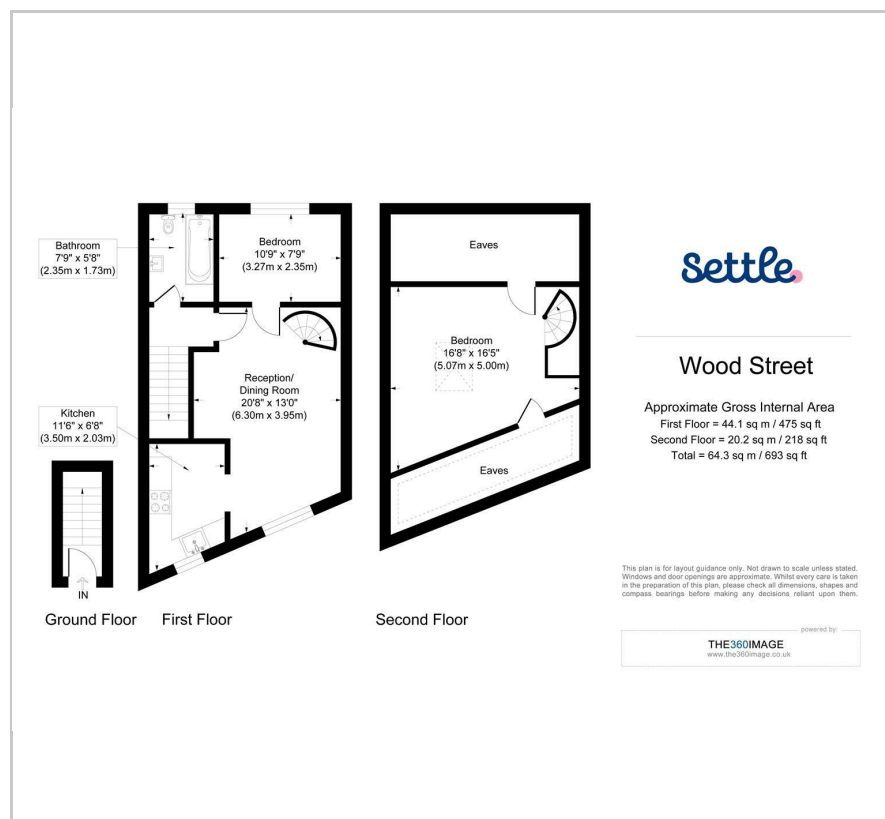 Bathroom
7'9" x 5'8"
(2.35m x 1.73m)
Bedroom
10'9" x 7'9"
(3.27m x 2.35m)
Reception/
Dining Room
20'8" x 13'0"
(6.30m x 3.95m)
Kitchen
11'6" x 6'8"
(3.50m x 2.03m)
IN
Ground Floor
First Floor
Eaves
Bedroom
16'8" x 16'5"
(5.07m x 5.00m)
Eaves
Second Floor
Settle
Wood Street
Approximate Gross Internal Area
First Floor = 44.1 sq m / 475 sq ft
Second Floor = 20.2 sq m / 218 sq ft
Total = 64.3 sq m / 693 sq ft
This plan is for layout guidance only. Not drawn to scale unless stated.
Windows and door openings are approximate. Whilst every care is taken
in the preparation of this plan, please check all dimensions, shapes and
compass bearings before making any decisions reliant upon them.
powered by:
THE360IMAGE
www.the360image.co.uk